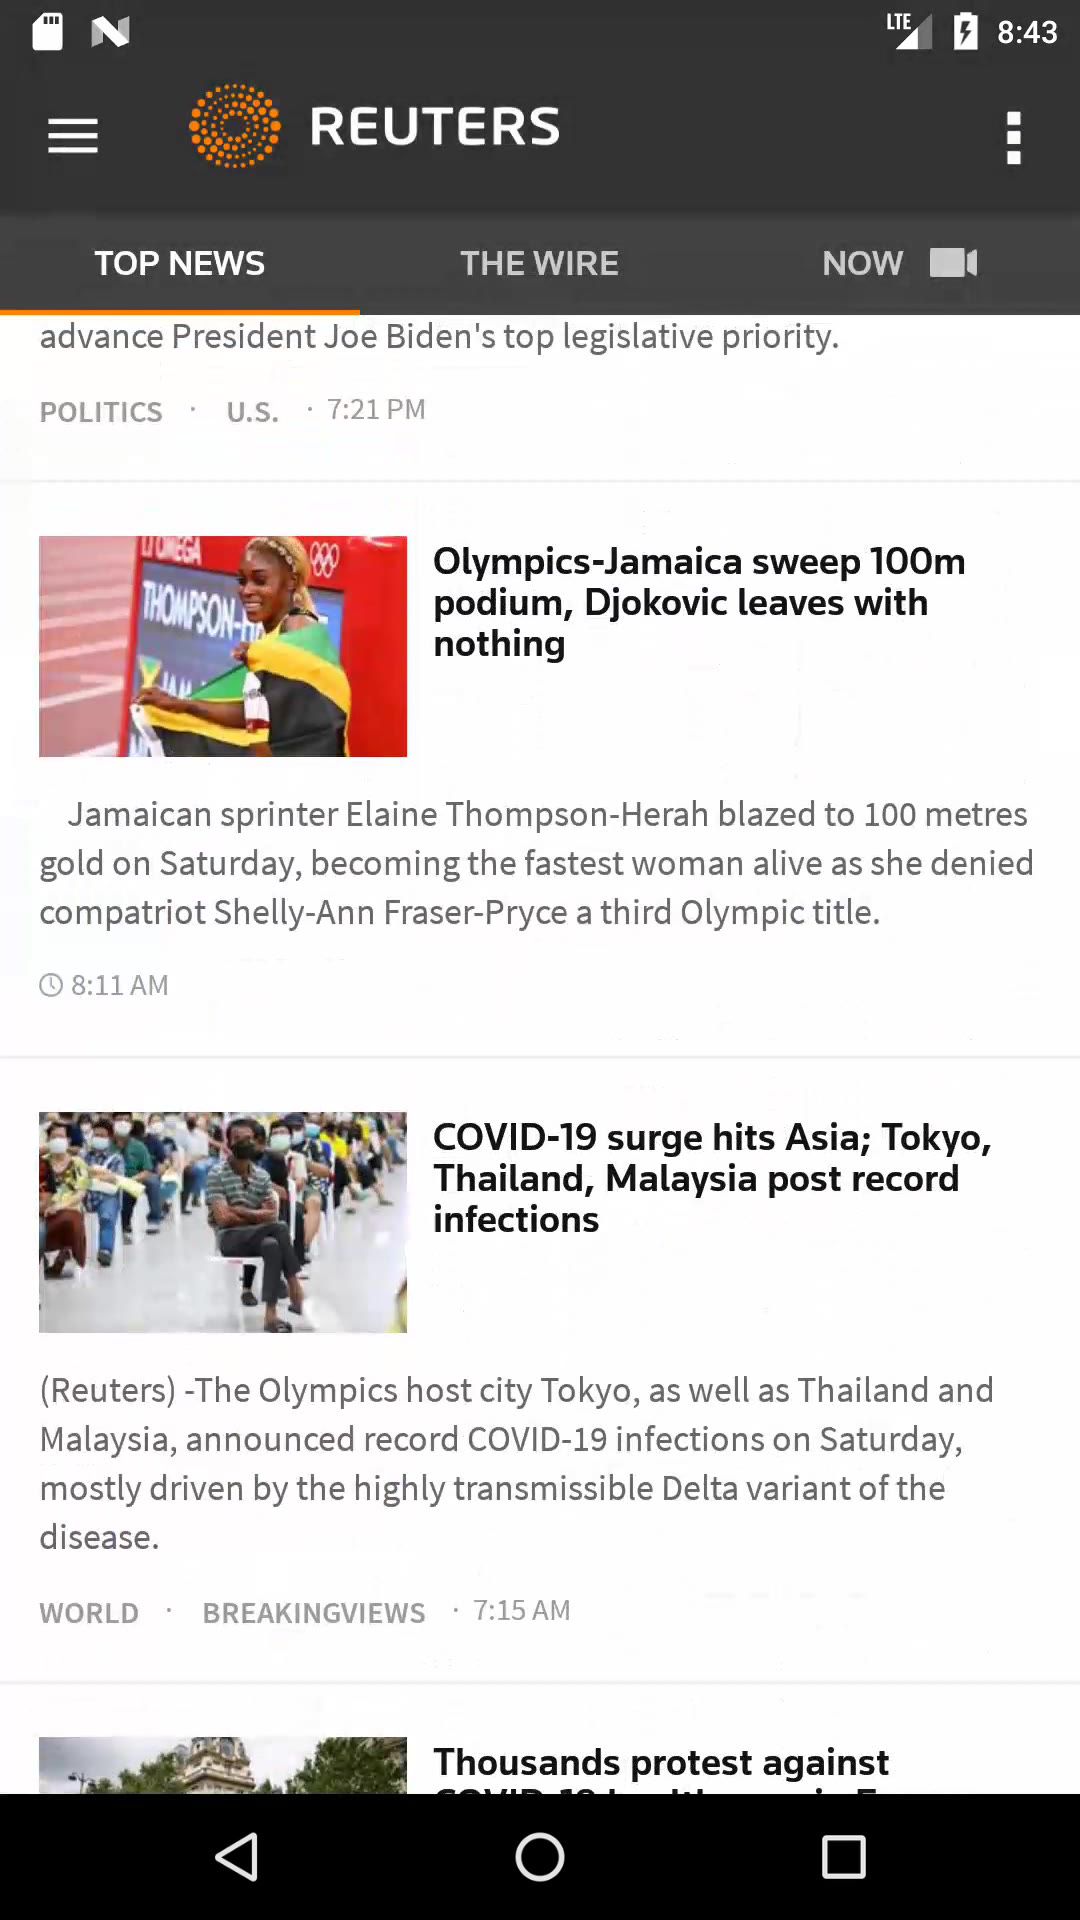 LTE 8:43
REUTERS
TOP NEWS THE WIRE NOW
advance President Joe Biden's top legislative priority.
POLITICS · U.S. · 7:21 PM
Olympics-Jamaica sweep 100m
podium, Djokovic leaves with
nothing
OMEGA
THOMPSON-H
JAM
Jamaican sprinter Elaine Thompson-Herah blazed to 100 metres
gold on Saturday, becoming the fastest woman alive as she denied
compatriot Shelly-Ann Fraser-Pryce a third Olympic title.
8:11 AM
COVID-19 surge hits Asia; Tokyo,
Thailand, Malaysia post record
infections
(Reuters) -The Olympics host city Tokyo, as well as Thailand and
Malaysia, announced record COVID-19 infections on Saturday,
mostly driven by the highly transmissible Delta variant of the
disease.
WORLD · BREAKINGVIEWS · 7:15 AM
Thousands protest against